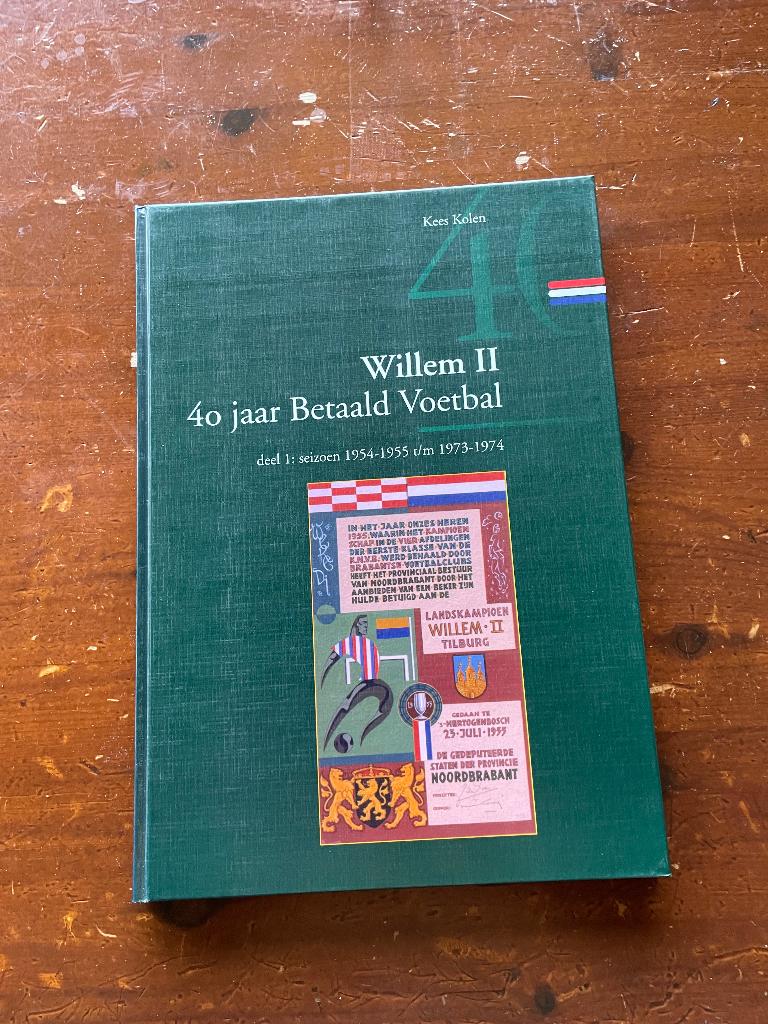 Kees Kolen
40
Willem II
40 jaar Betaald Voetbal
deel 1: seizoen 1954-1955 t/m 1973-1974
IN·HET·JAAR·ONZES·HEREN
1955·WAARIN·HET·KAMPIOEN
SCHAP·IN·DE·VIER·AFDELINGEN
DER·EERSTE·KLASSE·VAN·DE
K.N.V.B.·WERD·BEHAALD·DOOR
BRABANTSE·VOETBALCLUBS
HEEFT·HET·PROVINCIAAL·BESTUUR
VAN·NOORDBRABANT·DOOR·HET
AANBIEDEN·VAN·EEN·BEKER·ZIJN
HULDE·BETUIGD·AAN·DE
LANDSKAMPIOEN
WILLEM·II
TILBURG
GEDAAN·TE
'S-HERTOGENBOSCH
23·JULI·1955
DE·GEDEPUTEERDE
STATEN·DER·PROVINCIE
NOORDBRABANT